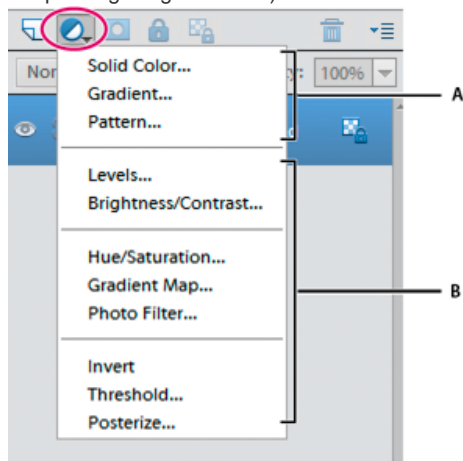 Nor
100%
Solid Color...
Gradient...
Pattern...
A
Levels...
Brightness/Contrast...
Hue/Saturation...
Gradient Map...
Photo Filter...
B
Invert
Threshold...
Posterize...